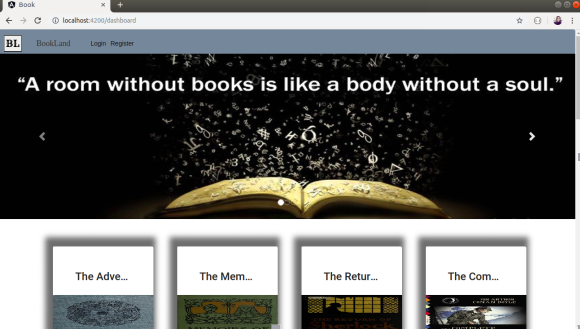 Book
localhost:4200/dashboard
BL BookLand Login Register
“A room without books is like a body without a soul.”
The Adve... The Mem... The Retur... The Com...